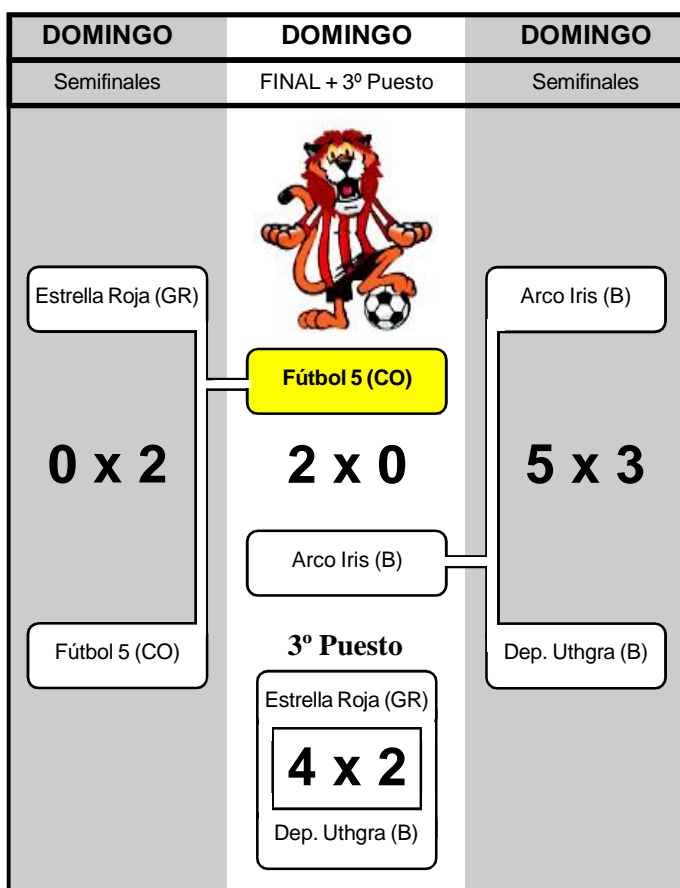 DOMINGO DOMINGO DOMINGO
Semifinales FINAL + 3º Puesto Semifinales
Estrella Roja (GR) Arco Iris (B)
Fútbol 5 (CO)
0 x 2 2 x 0 5 x 3
Arco Iris (B)
Fútbol 5 (CO) 3º Puesto Dep. Uthgra (B)
Estrella Roja (GR)
4 x 2
Dep. Uthgra (B)